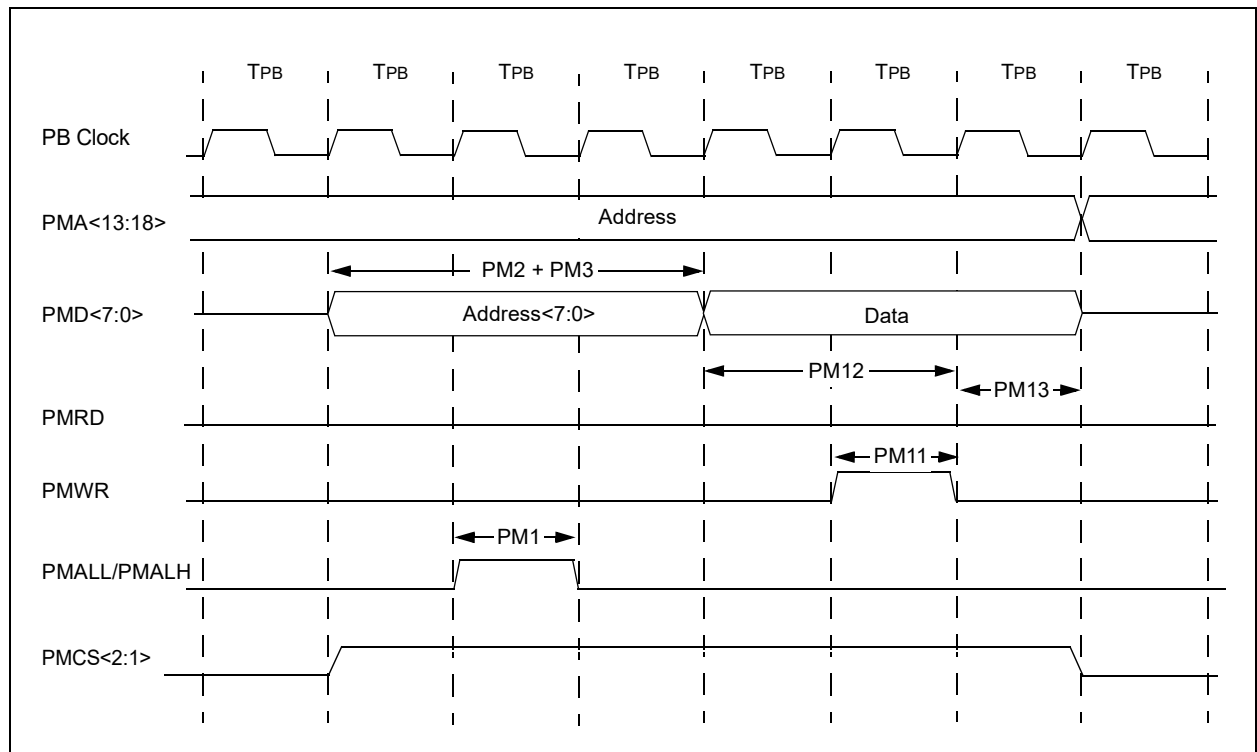 TPB TPB TPB TPB TPB TPB TPB TPB
PB Clock
PMA<13:18>
Address
PM2 + PM3
PMD<7:0>
Address<7:0>
Data
PM12
PM13
PMRD
PM11
PMWR
PM1
PMALL/PMALH
PMCS<2:1>